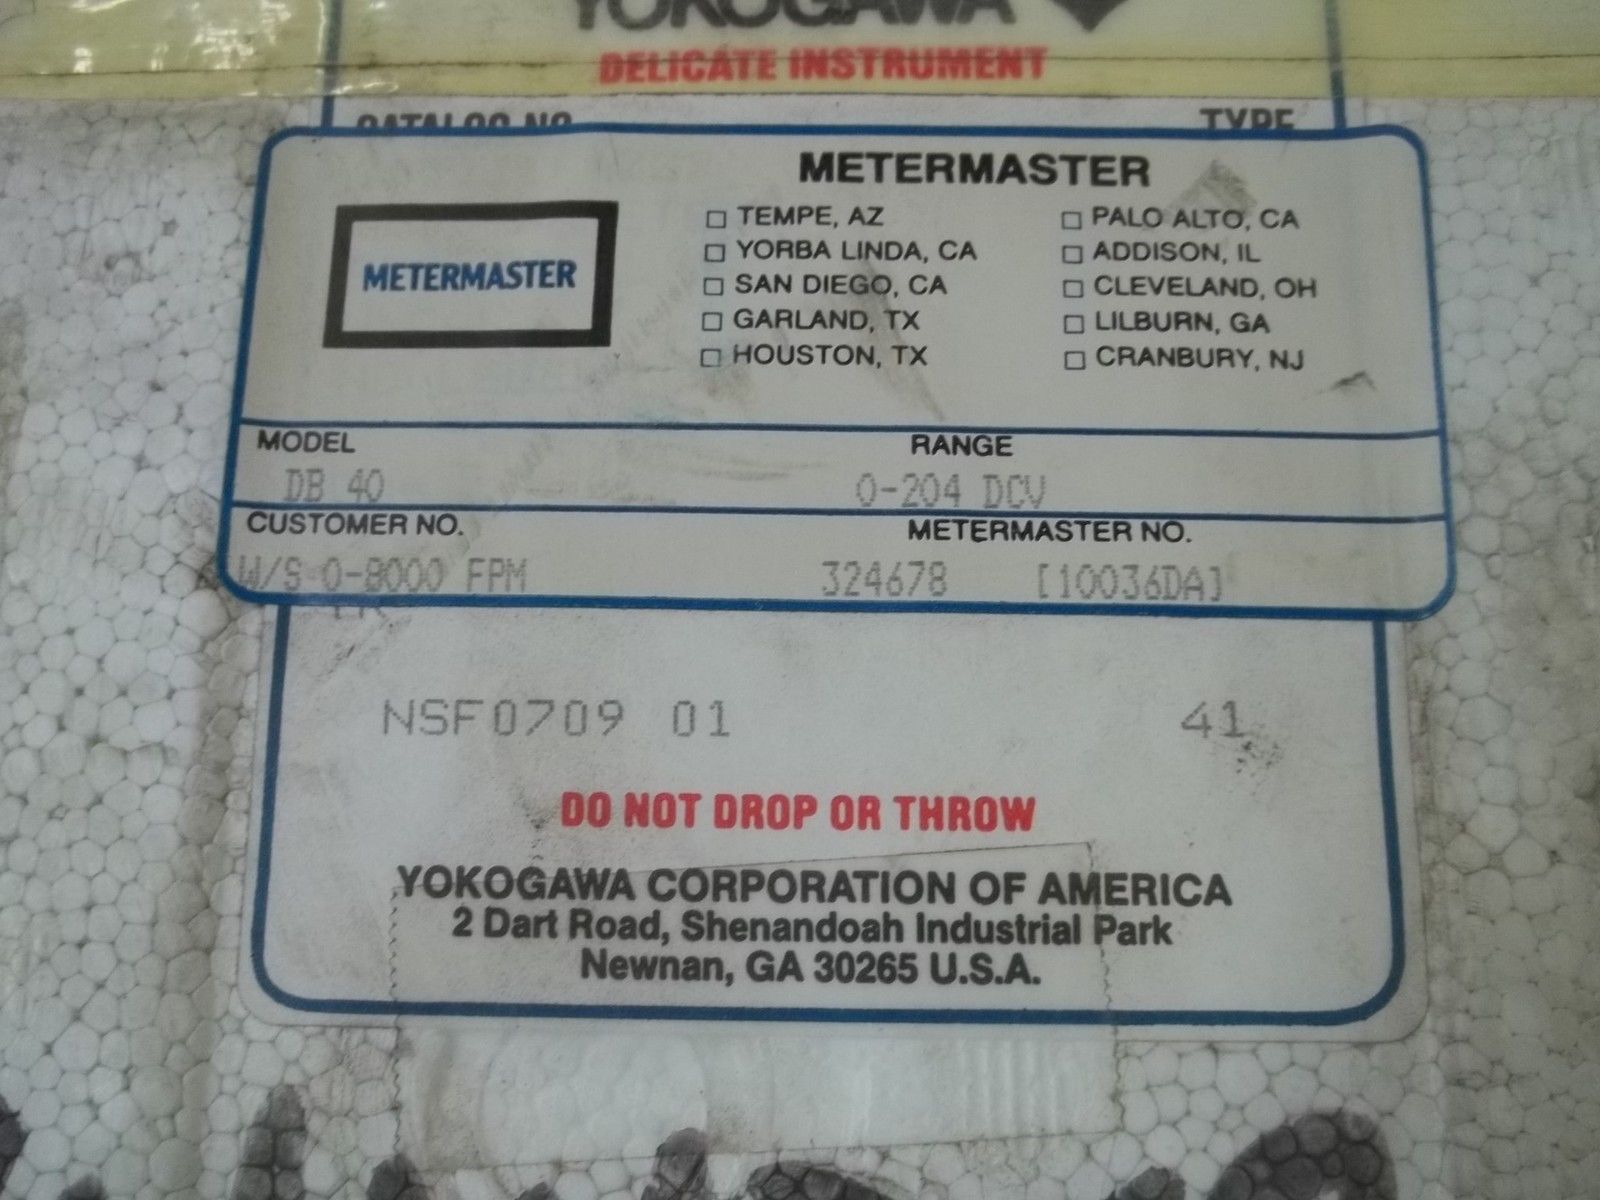 YOKOGAWA
DELICATE INSTRUMENT
CATALOG NO. TYPE
METERMASTER
METERMASTER
TEMPE, AZ
YORBA LINDA, CA
SAN DIEGO, CA
GARLAND, TX
HOUSTON, TX
PALO ALTO, CA
ADDISON, IL
CLEVELAND, OH
LILBURN, GA
CRANBURY, NJ
MODEL RANGE
DB 40 0-204 DCV
CUSTOMER NO. METERMASTER NO.
W/S 0-8000 FPM 324678 [10036DA]
NSF0709 01 41
DO NOT DROP OR THROW
YOKOGAWA CORPORATION OF AMERICA
2 Dart Road, Shenandoah Industrial Park
Newnan, GA 30265 U.S.A.